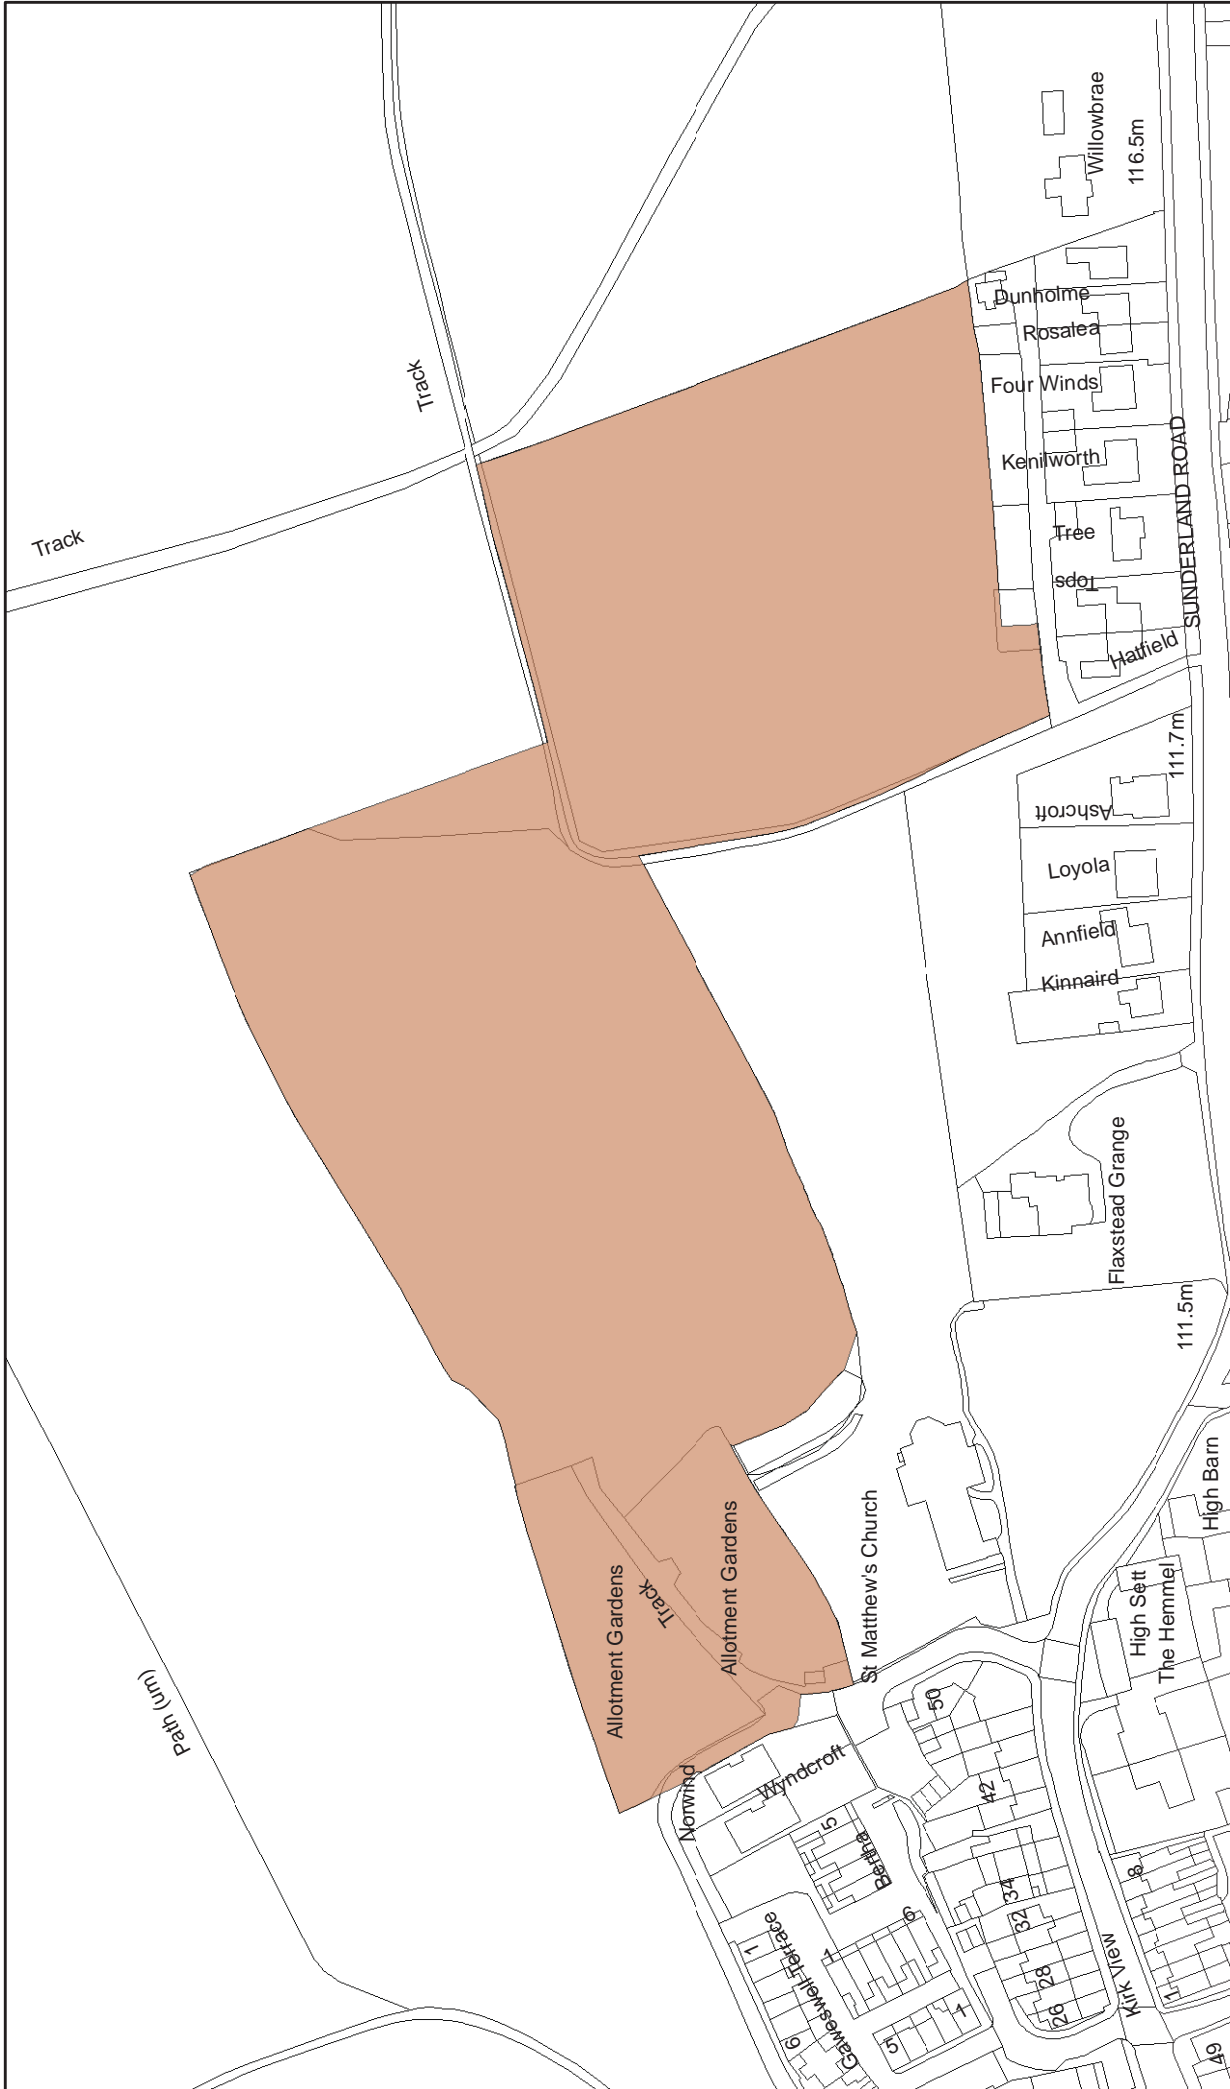 Willowbrae
116.5m
Dunholme
Rosalea
Four Winds
Kenilworth
Tree
Tops
Hatfield
SUNDERLAND ROAD
Track
Track
111.7m
Ashcroft
Loyola
Annfield
Kinnaird
Flaxstead Grange
111.5m
High Barn
High Sett
The Hemmel
St Matthew's Church
Allotment Gardens
Track
Allotment Gardens
Path (um)
Norwind
Wyndcroft
50
42
5
Bertha
34
32
28
26
8
1
Kirk View
6
1
1
Gaweswell Terrace
6
5
7
49